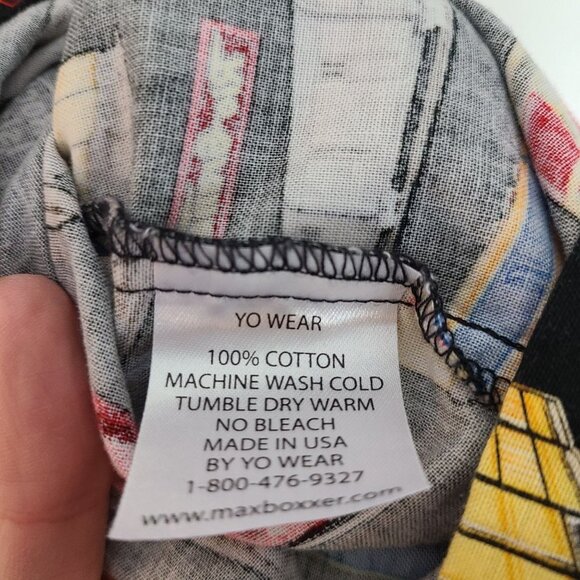 YO WEAR
100% COTTON
MACHINE WASH COLD
TUMBLE DRY WARM
NO BLEACH
MADE IN USA
BY YO WEAR
1-800-476-9327
www.maxboxxer.com